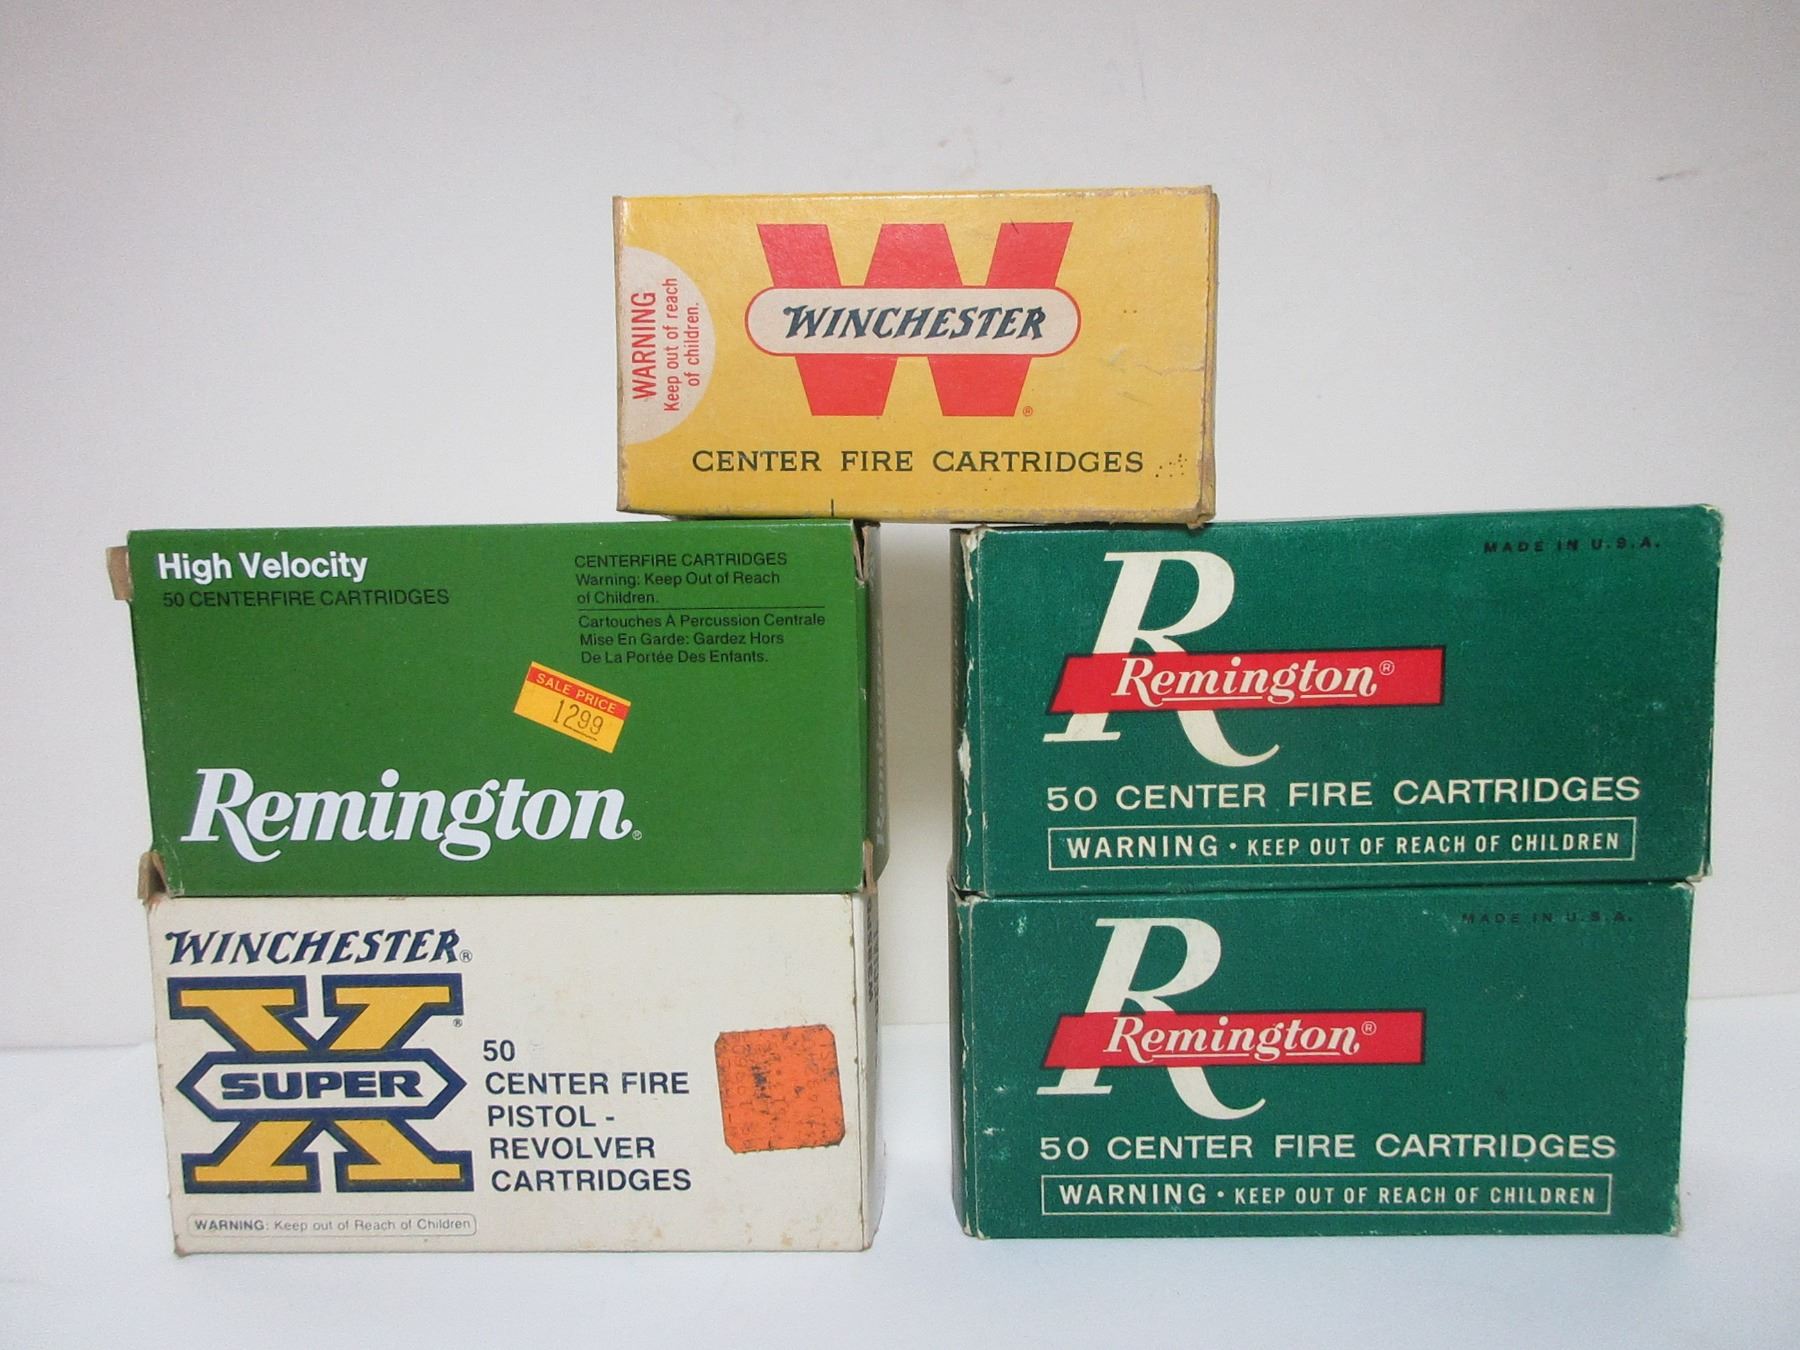 WARNING
Keep out of reach
of children.
WINCHESTER
®
CENTER FIRE CARTRIDGES
High Velocity
50 CENTERFIRE CARTRIDGES
CENTERFIRE CARTRIDGES
Warning: Keep Out of Reach
of Children.
Cartouches À Percussion Centrale
Mise En Garde: Gardez Hors
De La Portée Des Enfants.
SALE PRICE
1299
Remington®
MADE IN U.S.A.
R
Remington®
50 CENTER FIRE CARTRIDGES
WARNING • KEEP OUT OF REACH OF CHILDREN
WINCHESTER®
X
®
SUPER
50
CENTER FIRE
PISTOL -
REVOLVER
CARTRIDGES
WARNING: Keep out of Reach of Children
MADE IN U.S.A.
R
Remington®
50 CENTER FIRE CARTRIDGES
WARNING • KEEP OUT OF REACH OF CHILDREN